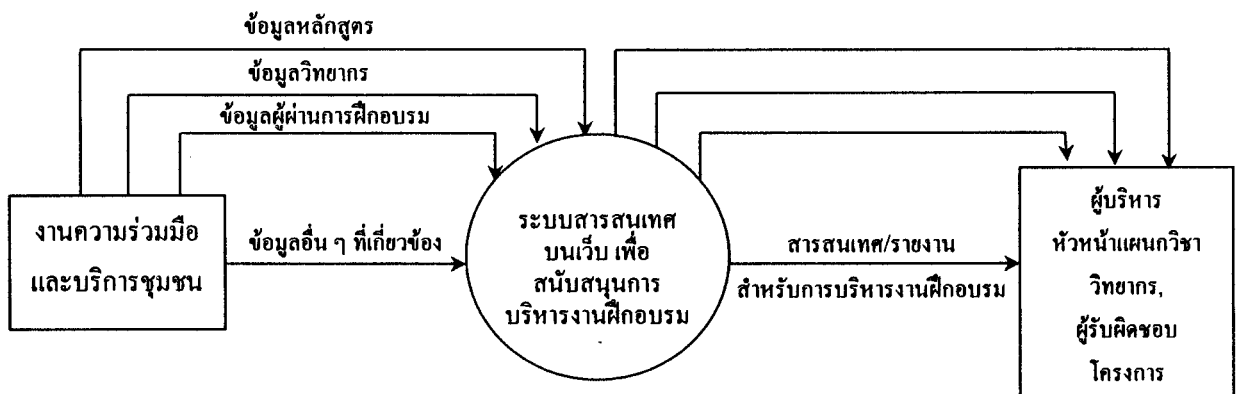 ข้อมูลหลักสูตร
ข้อมูลวิทยากร
ข้อมูลผู้ผ่านการฝึกอบรม
งานความร่วมมือ
และบริการชุมชน
ข้อมูลอื่น ๆ ที่เกี่ยวข้อง
ระบบสารสนเทศ
บนเว็บ เพื่อ
สนับสนุนการ
บริหารงานฝึกอบรม
สารสนเทศ/รายงาน
สำหรับการบริหารงานฝึกอบรม
ผู้บริหาร
หัวหน้าแผนกวิชา
วิทยากร,
ผู้รับผิดชอบ
โครงการ